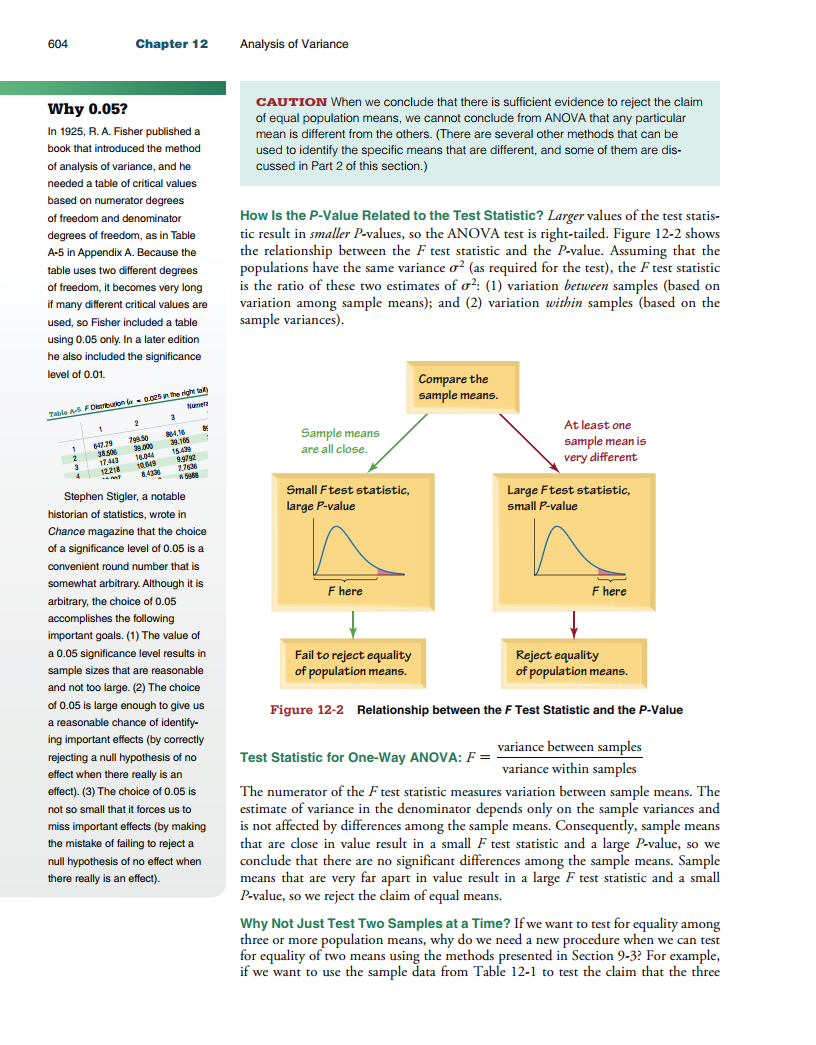 604
Chapter 12
Analysis of Variance
Why 0.05?
In 1925, R. A. Fisher published a
book that introduced the method
of analysis of variance, and he
needed a table of critical values
based on numerator degrees
of freedom and denominator
degrees of freedom, as in Table
A-5 in Appendix A. Because the
table uses two different degrees
of freedom, it becomes very long
if many different critical values are
used, so Fisher included a table
using 0.05 only. In a later edition
he also included the significance
level of 0.01.
Table A-5 F Distribution (α = 0.025 in the right tail)
1 2 3
1 647.79 799.50 864.16
2 38.506 39.000 39.165
3 17.443 16.044 15.439
4 12.218 10.649 9.9792
8.4336 7.7636
Stephen Stigler, a notable
historian of statistics, wrote in
Chance magazine that the choice
of a significance level of 0.05 is a
convenient round number that is
somewhat arbitrary. Although it is
arbitrary, the choice of 0.05
accomplishes the following
important goals. (1) The value of
a 0.05 significance level results in
sample sizes that are reasonable
and not too large. (2) The choice
of 0.05 is large enough to give us
a reasonable chance of identify-
ing important effects (by correctly
rejecting a null hypothesis of no
effect when there really is an
effect). (3) The choice of 0.05 is
not so small that it forces us to
miss important effects (by making
the mistake of failing to reject a
null hypothesis of no effect when
there really is an effect).
CAUTION When we conclude that there is sufficient evidence to reject the claim
of equal population means, we cannot conclude from ANOVA that any particular
mean is different from the others. (There are several other methods that can be
used to identify the specific means that are different, and some of them are dis-
cussed in Part 2 of this section.)
How Is the P-Value Related to the Test Statistic? Larger values of the test statis-
tic result in smaller P-values, so the ANOVA test is right-tailed. Figure 12-2 shows
the relationship between the F test statistic and the P-value. Assuming that the
populations have the same variance σ² (as required for the test), the F test statistic
is the ratio of these two estimates of σ²: (1) variation between samples (based on
variation among sample means); and (2) variation within samples (based on the
sample variances).
Compare the
sample means.
Sample means
are all close.
At least one
sample mean is
very different
Small F test statistic,
large P-value
F here
Large F test statistic,
small P-value
F here
Fail to reject equality
of population means.
Reject equality
of population means.
Figure 12-2 Relationship between the F Test Statistic and the P-Value
Test Statistic for One-Way ANOVA: F = variance between samples
variance within samples
The numerator of the F test statistic measures variation between sample means. The
estimate of variance in the denominator depends only on the sample variances and
is not affected by differences among the sample means. Consequently, sample means
that are close in value result in a small F test statistic and a large P-value, so we
conclude that there are no significant differences among the sample means. Sample
means that are very far apart in value result in a large F test statistic and a small
P-value, so we reject the claim of equal means.
Why Not Just Test Two Samples at a Time? If we want to test for equality among
three or more population means, why do we need a new procedure when we can test
for equality of two means using the methods presented in Section 9-3? For example,
if we want to use the sample data from Table 12-1 to test the claim that the three